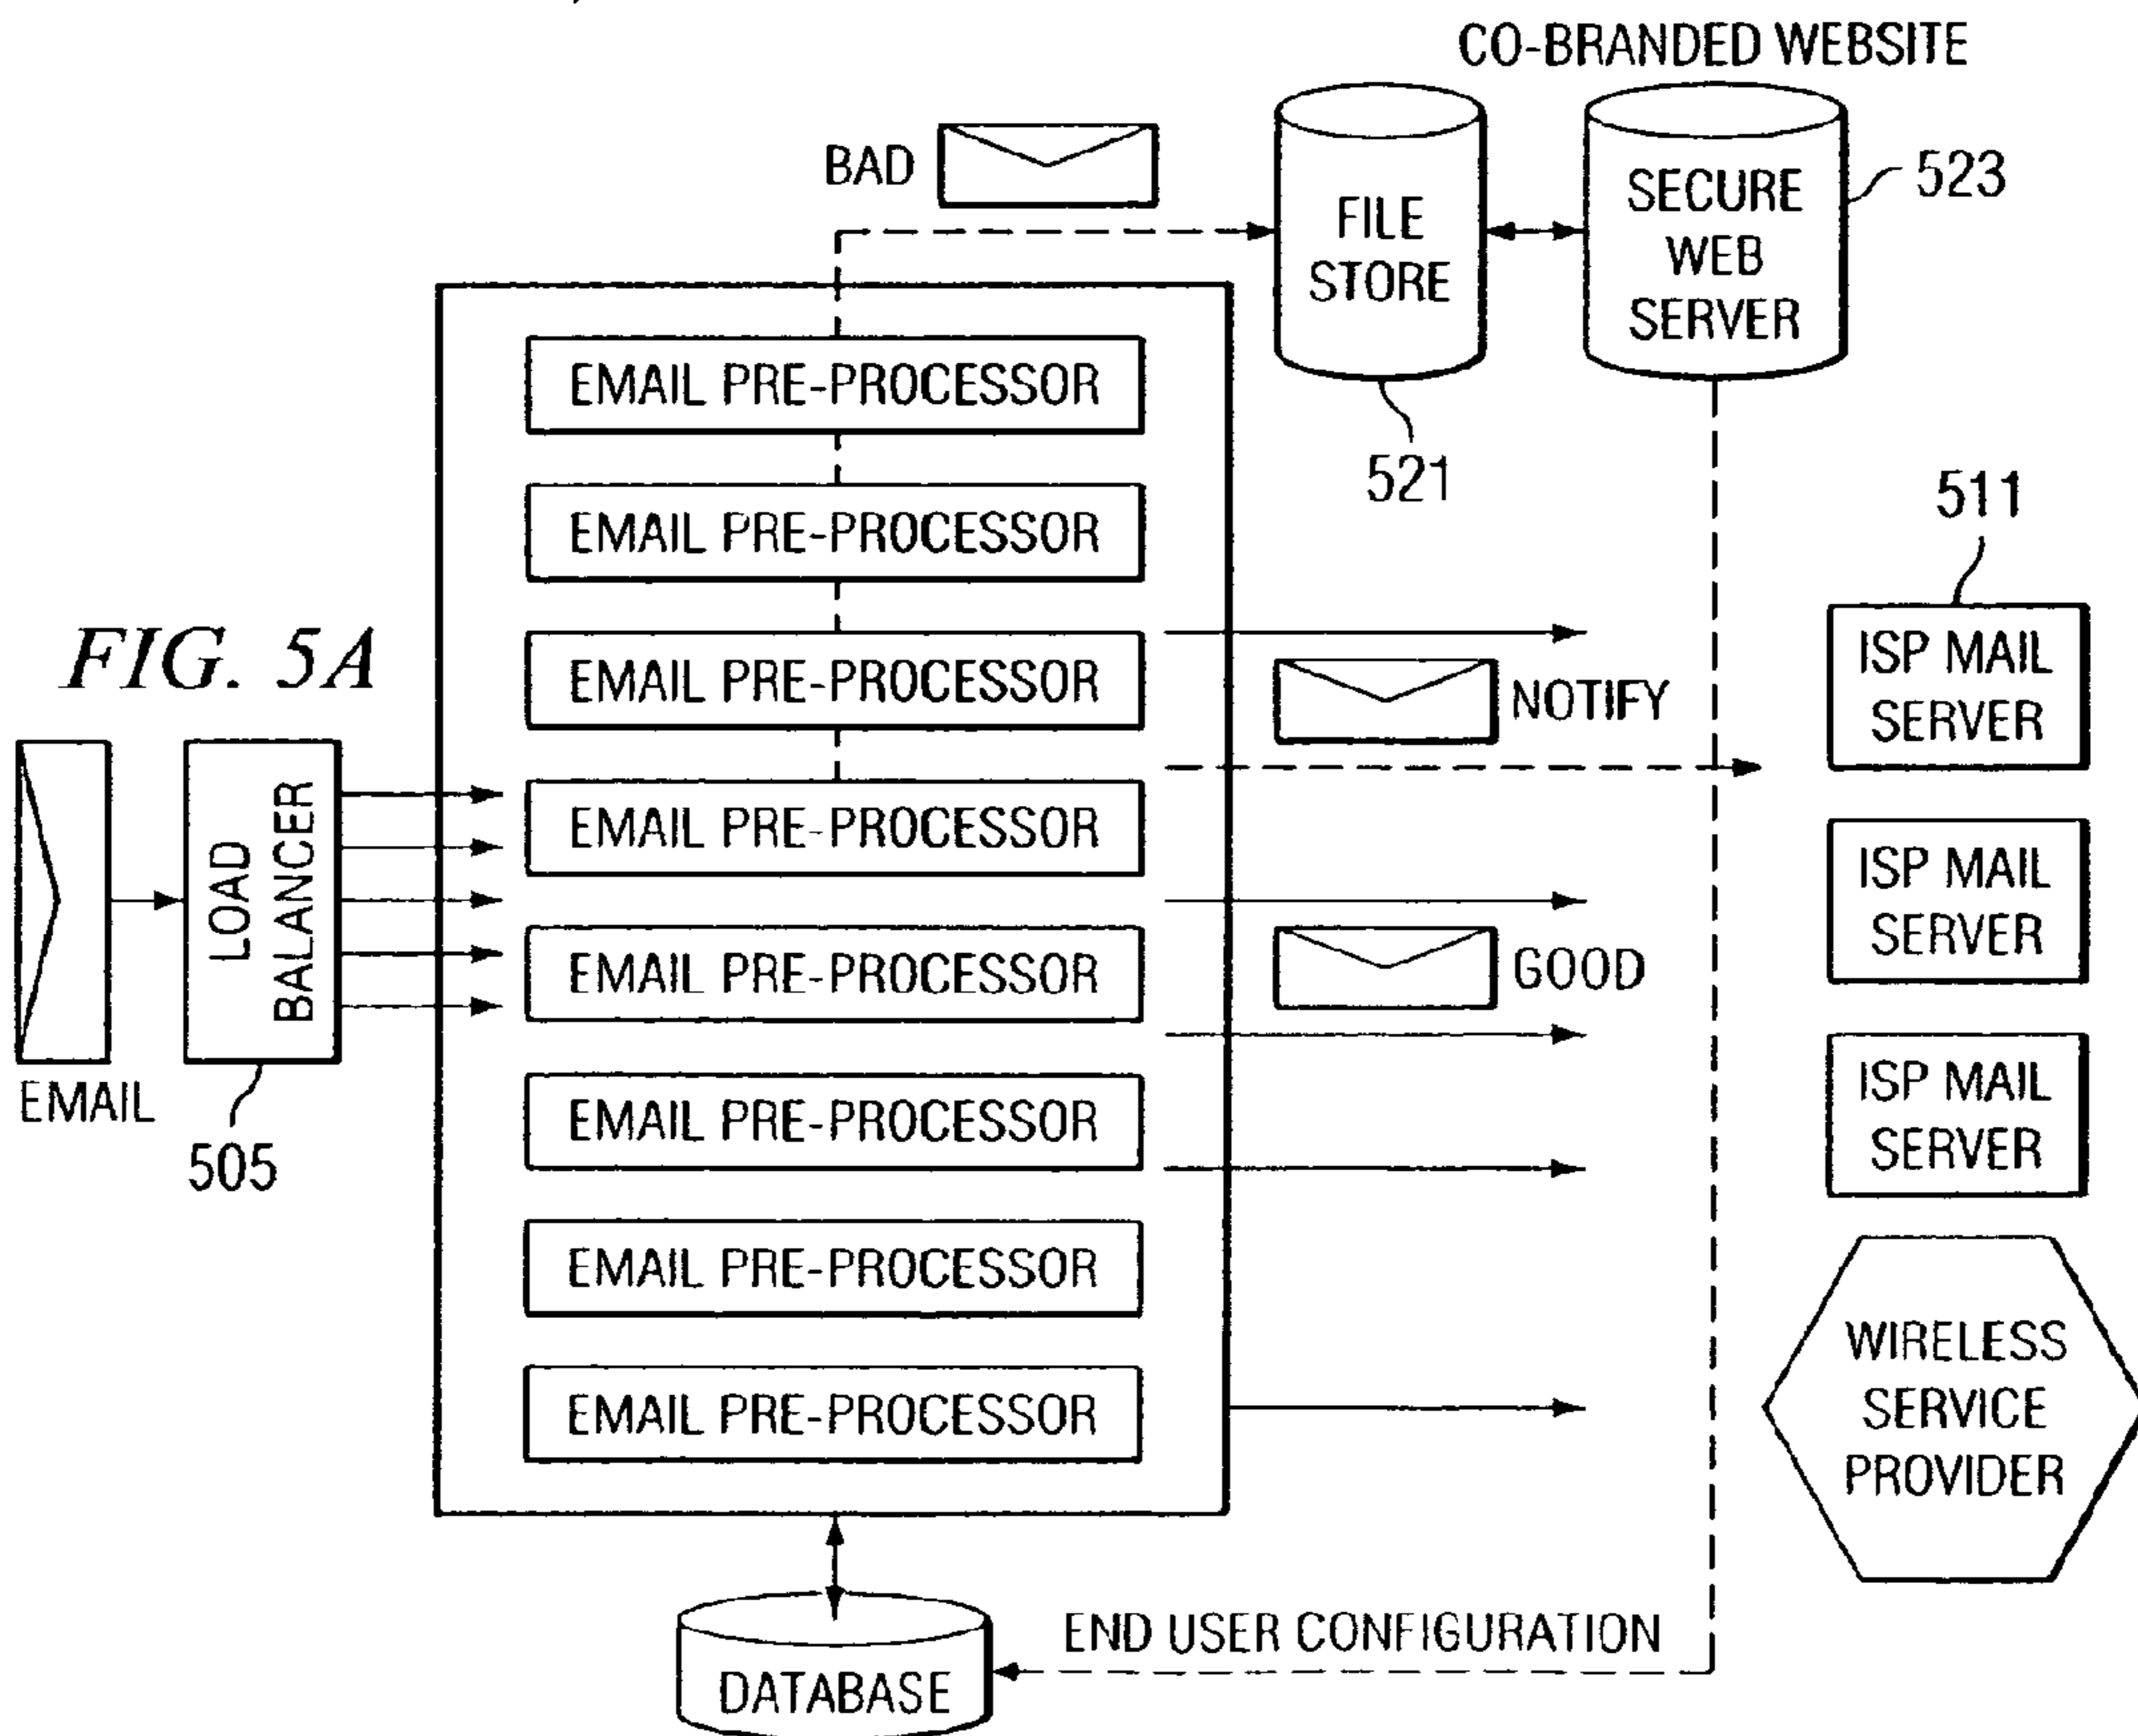 CO-BRANDED WEBSITE
BAD
FILE
STORE
SECURE
WEB
SERVER
523
521
511
FIG. 5A
EMAIL PRE-PROCESSOR
EMAIL PRE-PROCESSOR
EMAIL PRE-PROCESSOR
EMAIL PRE-PROCESSOR
EMAIL PRE-PROCESSOR
EMAIL PRE-PROCESSOR
EMAIL PRE-PROCESSOR
EMAIL PRE-PROCESSOR
NOTIFY
GOOD
ISP MAIL
SERVER
ISP MAIL
SERVER
ISP MAIL
SERVER
LOAD
BALANCER
EMAIL
505
WIRELESS
SERVICE
PROVIDER
END USER CONFIGURATION
DATABASE